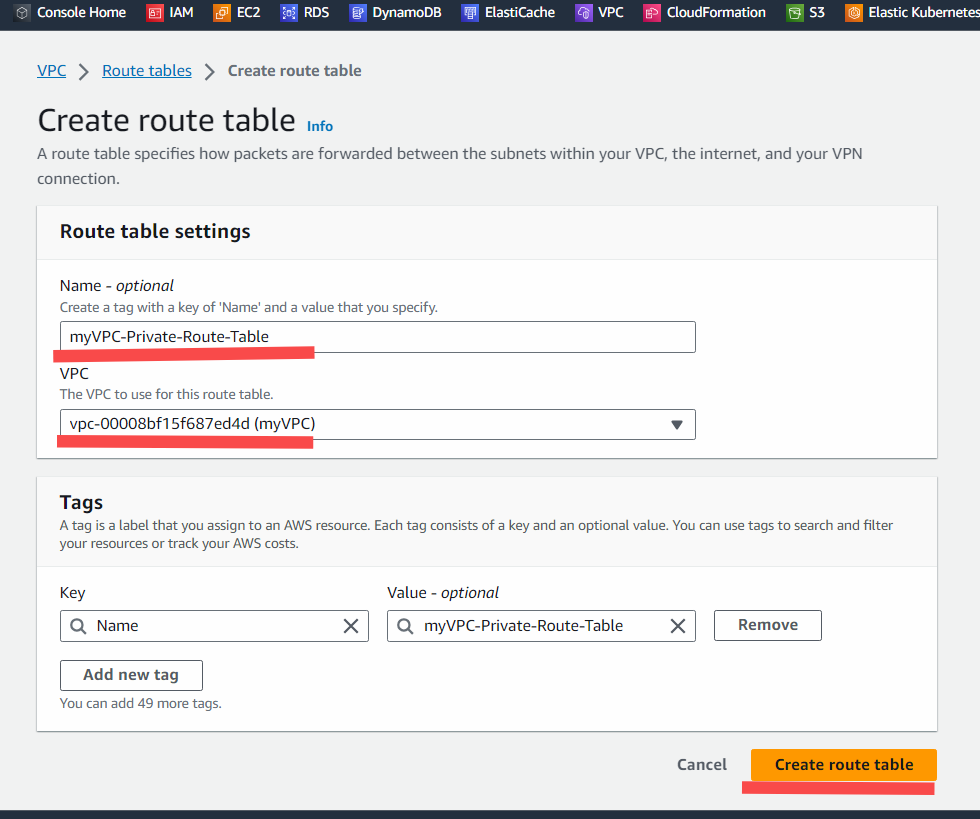 Console Home IAM EC2 RDS DynamoDB ElastiCache VPC CloudFormation S3 Elastic Kubernetes
VPC Route tables Create route table
Create route table Info
A route table specifies how packets are forwarded between the subnets within your VPC, the internet, and your VPN
connection.
Route table settings
Name - optional
Create a tag with a key of 'Name' and a value that you specify.
myVPC-Private-Route-Table
VPC
The VPC to use for this route table.
vpc-00008bf15f687ed4d (myVPC)
Tags
A tag is a label that you assign to an AWS resource. Each tag consists of a key and an optional value. You can use tags to search and filter
your resources or track your AWS costs.
Key Value - optional
Name myVPC-Private-Route-Table Remove
Add new tag
You can add 49 more tags.
Cancel Create route table